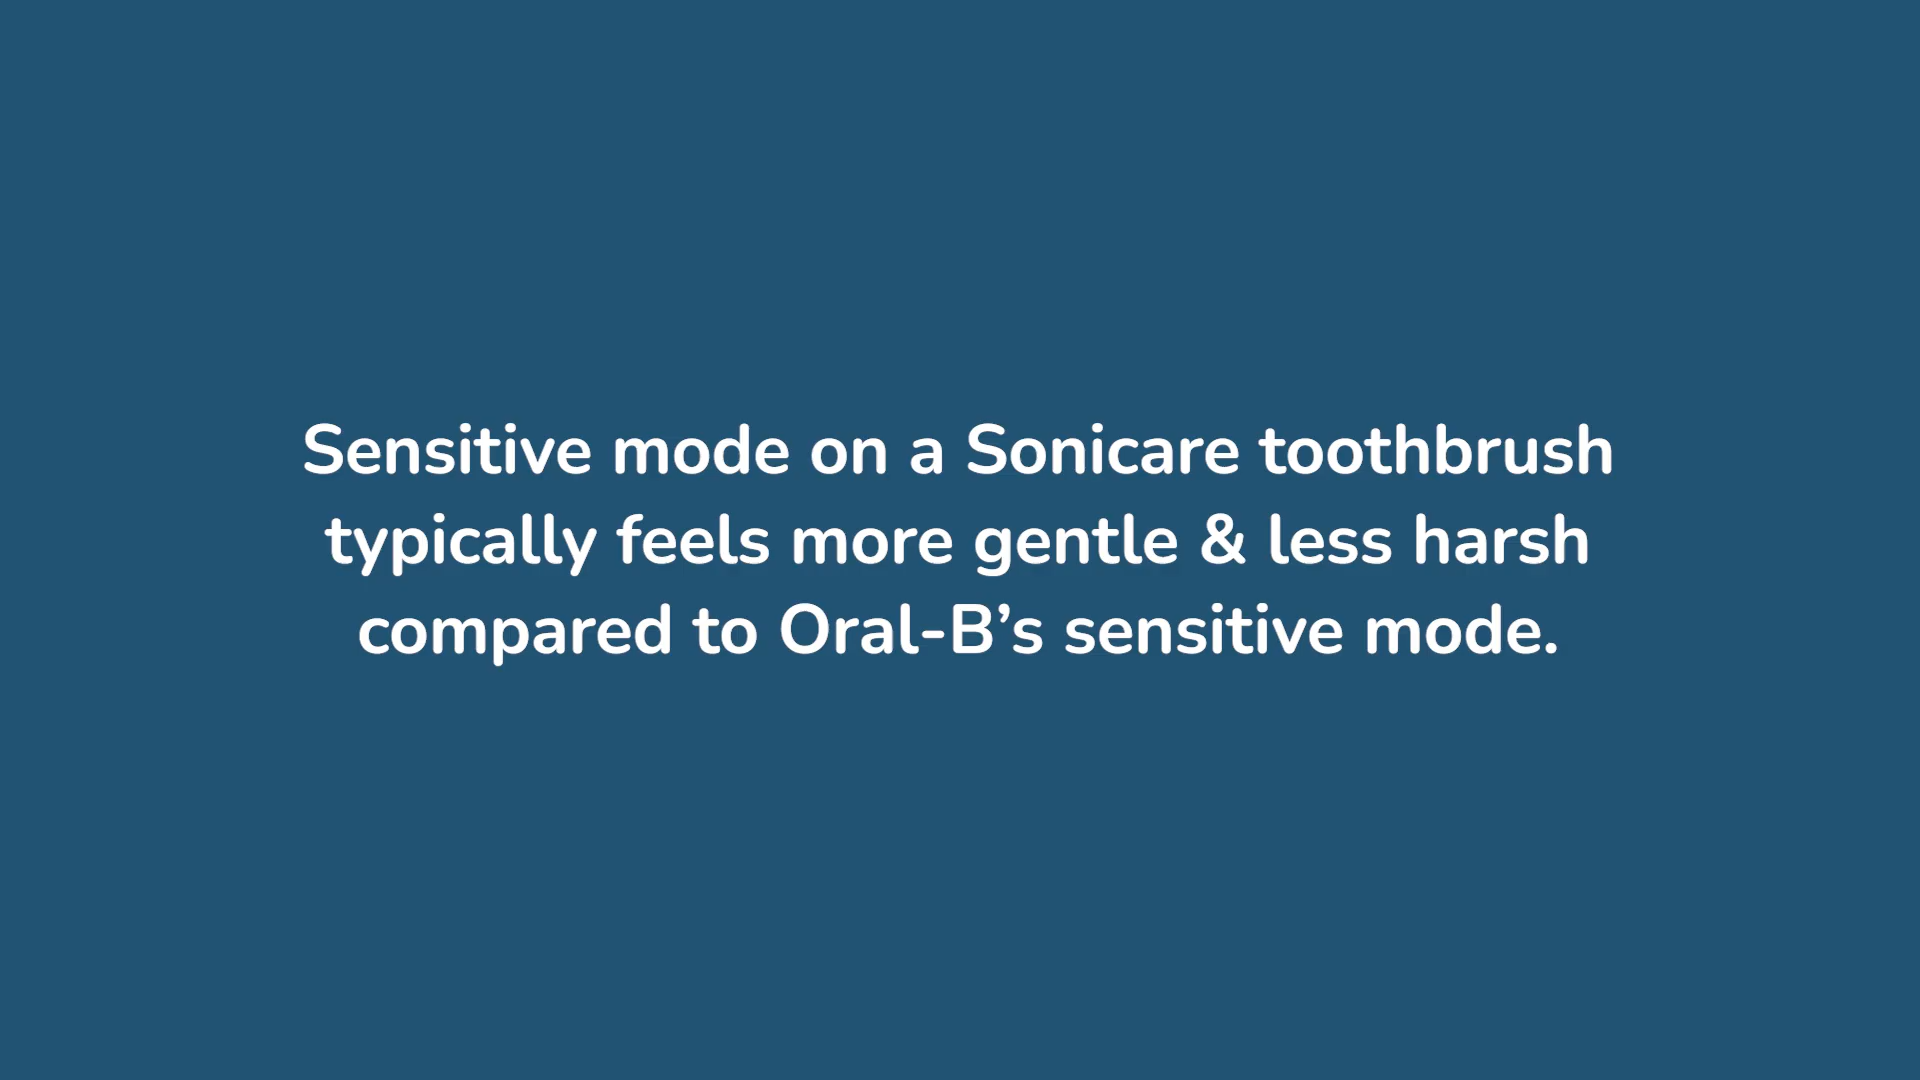 Sensitive mode on a Sonicare toothbrush
typically feels more gentle & less harsh
compared to Oral-B’s sensitive mode.